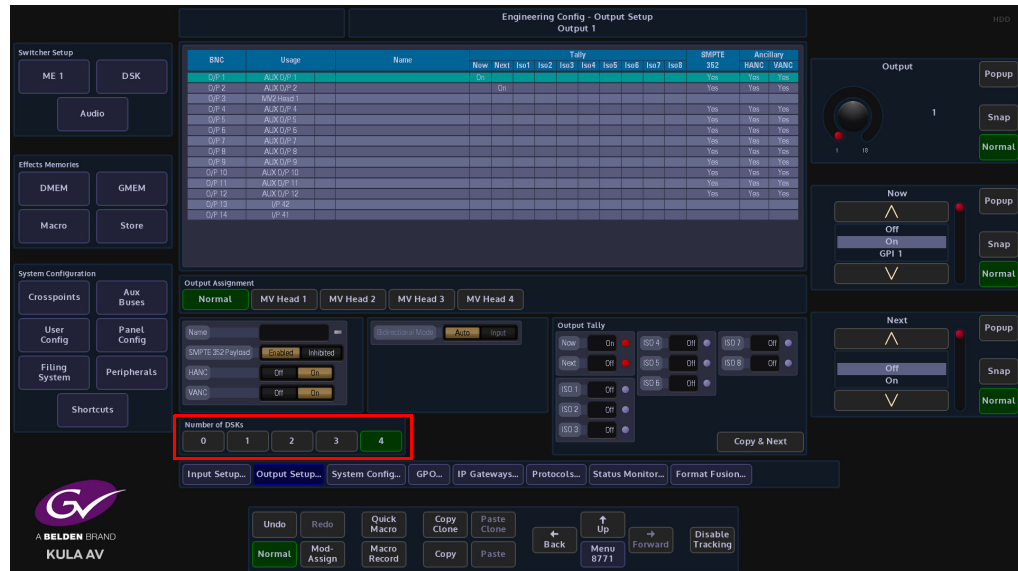 Engineering Config - Output Setup
Output 1
HDD
Switcher Setup
ME 1
DSK
Audio
Effects Memories
DMEM
GMEM
Macro
Store
System Configuration
Crosspoints
Aux Buses
User Config
Panel Config
Filing System
Peripherals
Shortcuts
BNC Usage Name Tally SMPTE 352 Ancillary
Now Next Iso1 Iso2 Iso3 Iso4 Iso5 Iso6 Iso7 Iso8 HANC VANC
O/P 1 AUX O/P 1 On Yes Yes Yes
O/P 2 AUX O/P 2 On Yes Yes Yes
O/P 3 MV2 Head 1
O/P 4 AUX O/P 4 Yes Yes Yes
O/P 5 AUX O/P 5 Yes Yes Yes
O/P 6 AUX O/P 6 Yes Yes Yes
O/P 7 AUX O/P 7 Yes Yes Yes
O/P 8 AUX O/P 8 Yes Yes Yes
O/P 9 AUX O/P 9 Yes Yes Yes
O/P 10 AUX O/P 10 Yes Yes Yes
O/P 11 AUX O/P 11 Yes Yes Yes
O/P 12 AUX O/P 12 Yes Yes Yes
O/P 13 I/P 42
O/P 14 I/P 41
Output Assignment
Normal MV Head 1 MV Head 2 MV Head 3 MV Head 4
Name
SMPTE 352 Payload Enabled Inhibited
HANC Off On
VANC Off On
Bidirectional Mode Auto Input
Output Tally
Now On ISO 4 Off ISO 7 Off
Next Off ISO 5 Off ISO 8 Off
ISO 1 Off ISO 6 Off
ISO 2 Off
ISO 3 Off
Copy & Next
Number of DSKs
0 1 2 3 4
Input Setup... Output Setup... System Config... GPO... IP Gateways... Protocols... Status Monitor... Format Fusion...
Output
1
1 18
Popup
Snap
Normal
Now
Off
On
GPI 1
Popup
Snap
Normal
Next
Off
On
Popup
Snap
Normal
GV
A BELDEN BRAND
KULA AV
Undo Redo Quick Macro Copy Clone Paste Clone
Normal Mod-Assign Macro Record Copy Paste
Back Up Forward Disable Tracking
Menu 8771